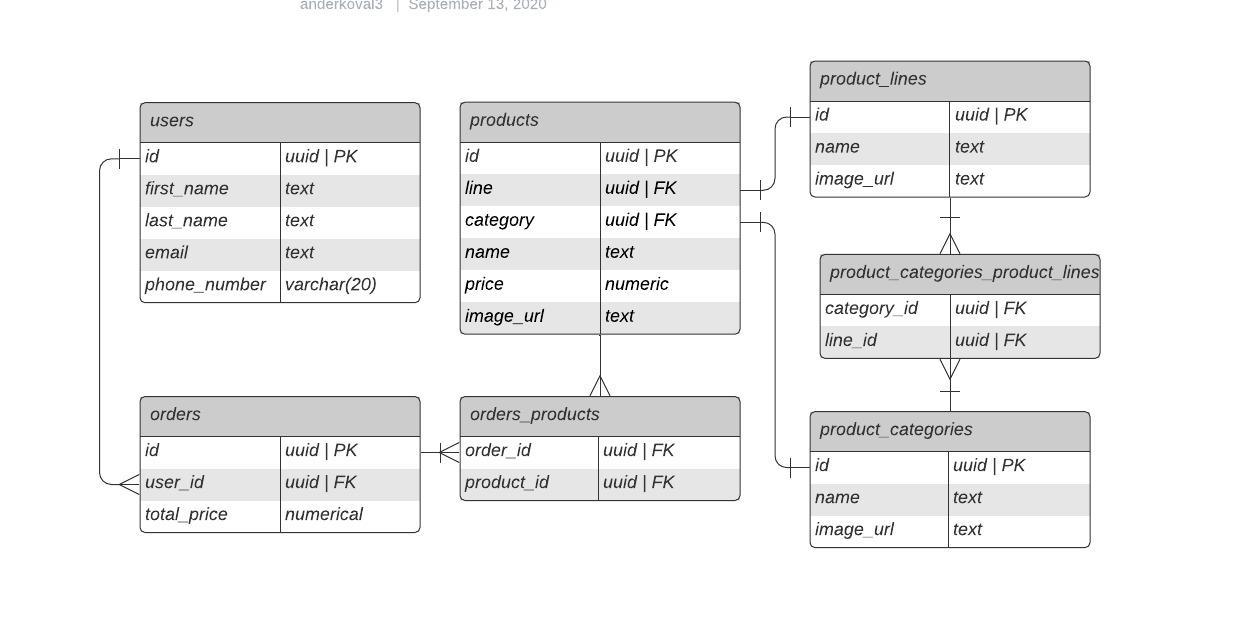 anderkoval3 | September 13, 2020
users
id uuid | PK
first_name text
last_name text
email text
phone_number varchar(20)
products
id uuid | PK
line uuid | FK
category uuid | FK
name text
price numeric
image_url text
product_lines
id uuid | PK
name text
image_url text
product_categories_product_lines
category_id uuid | FK
line_id uuid | FK
orders
id uuid | PK
user_id uuid | FK
total_price numerical
orders_products
order_id uuid | FK
product_id uuid | FK
product_categories
id uuid | PK
name text
image_url text